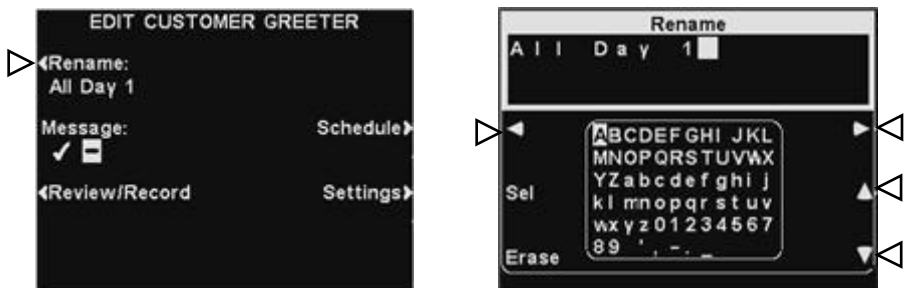 EDIT CUSTOMER GREETER
Rename:
All Day 1
Message:
Schedule
Review/Record
Settings
Rename
All Day 1
ABCDEFGHIJKL
MNOPQRSTUVWX
YZabcdefghij
klmnopqrstuv
wxyz01234567
89 ' , - . _
Sel
Erase